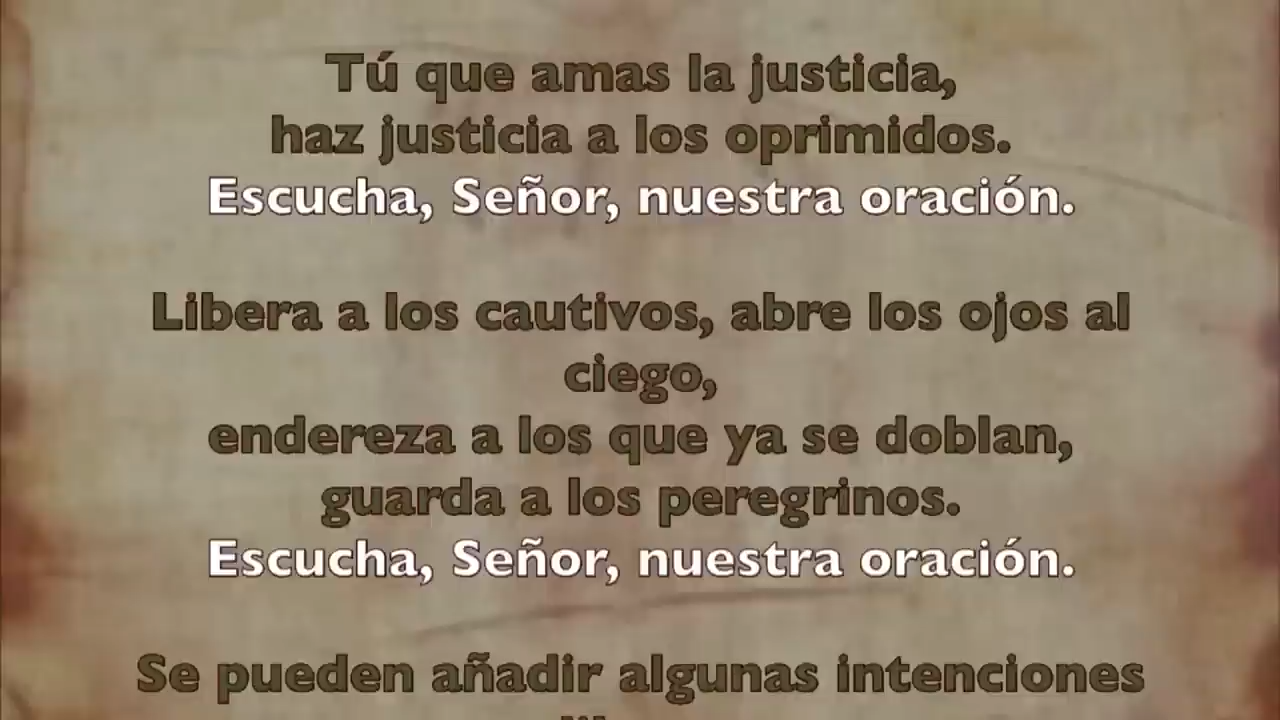 Tú que amas la justicia,
haz justicia a los oprimidos.
Escucha, Señor, nuestra oración.
Libera a los cautivos, abre los ojos al
ciego,
endereza a los que ya se doblan,
guarda a los peregrinos.
Escucha, Señor, nuestra oración.
Se pueden añadir algunas intenciones